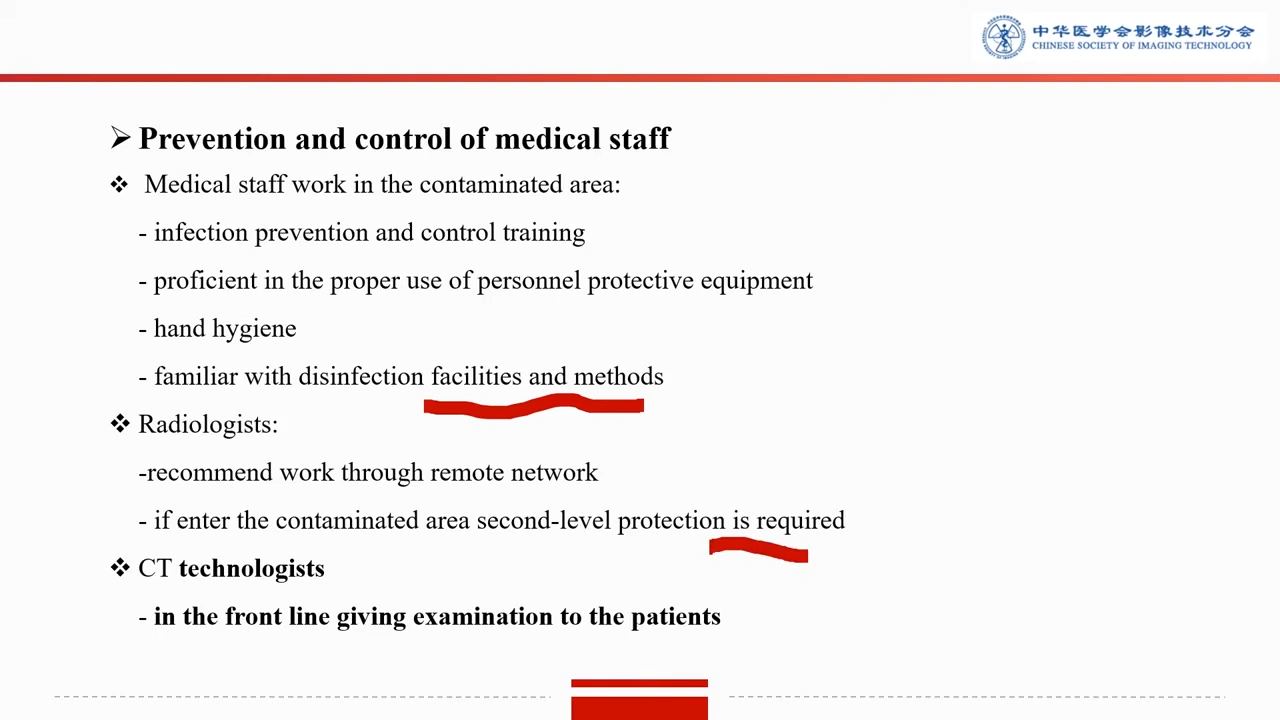 中华医学会影像技术分会
CHINESE SOCIETY OF IMAGING TECHNOLOGY
➢ Prevention and control of medical staff
❖ Medical staff work in the contaminated area:
- infection prevention and control training
- proficient in the proper use of personnel protective equipment
- hand hygiene
- familiar with disinfection facilities and methods
❖ Radiologists:
-recommend work through remote network
- if enter the contaminated area second-level protection is required
❖ CT technologists
- in the front line giving examination to the patients